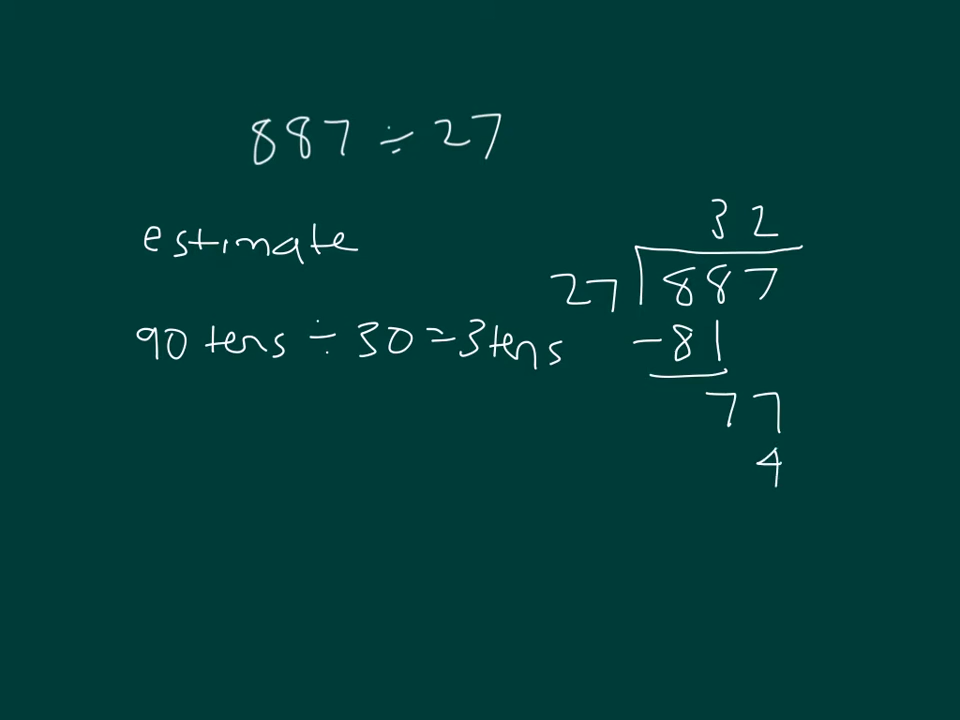 887 ÷ 27
estimate
90 tens ÷ 30 = 3 tens
32
27 887
-81
77
4